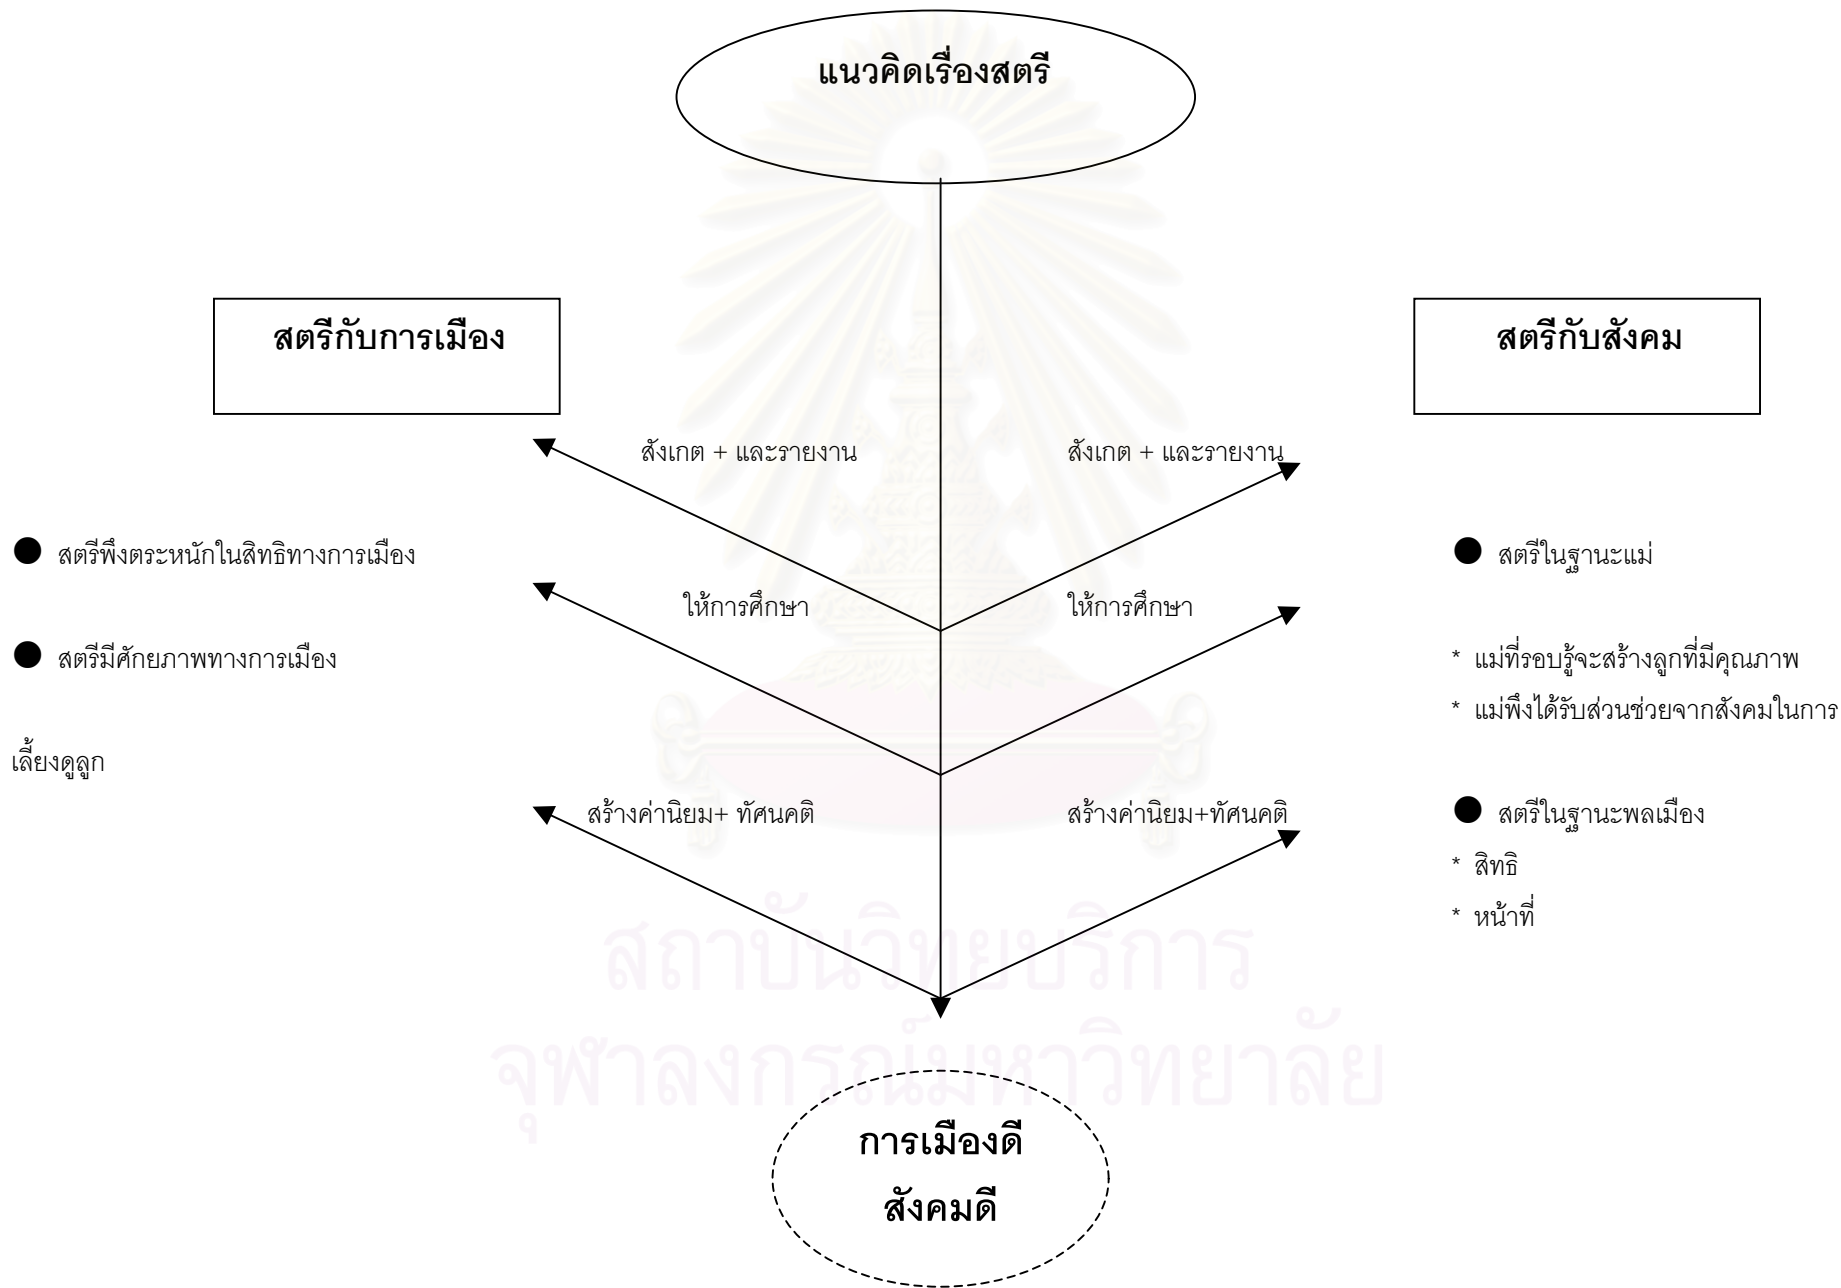 แนวคิดเรื่องสตรี
สตรีกับการเมือง
สตรีกับสังคม
สังเกต + และรายงาน
สังเกต + และรายงาน
● สตรีพึงตระหนักในสิทธิทางการเมือง
● สตรีในฐานะแม่
ให้การศึกษา
ให้การศึกษา
● สตรีมีศักยภาพทางการเมือง
* แม่ที่รอบรู้จะสร้างลูกที่มีคุณภาพ
* แม่พึงได้รับส่วนช่วยจากสังคมในการ
เลี้ยงดูลูก
สร้างค่านิยม+ ทัศนคติ
สร้างค่านิยม+ทัศนคติ
● สตรีในฐานะพลเมือง
* สิทธิ
* หน้าที่
สถาบันวิทยบริการ
จุฬาลงกรณ์มหาวิทยาลัย
การเมืองดี
สังคมดี